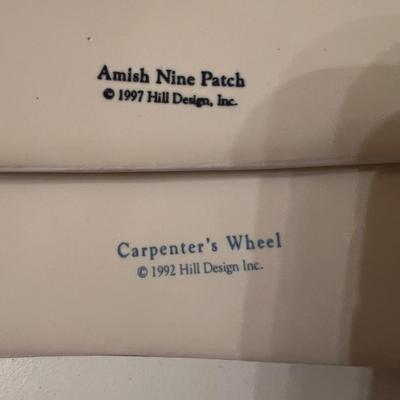 Amish Nine Patch
© 1997 Hill Design, Inc.
Carpenter's Wheel
© 1992 Hill Design Inc.